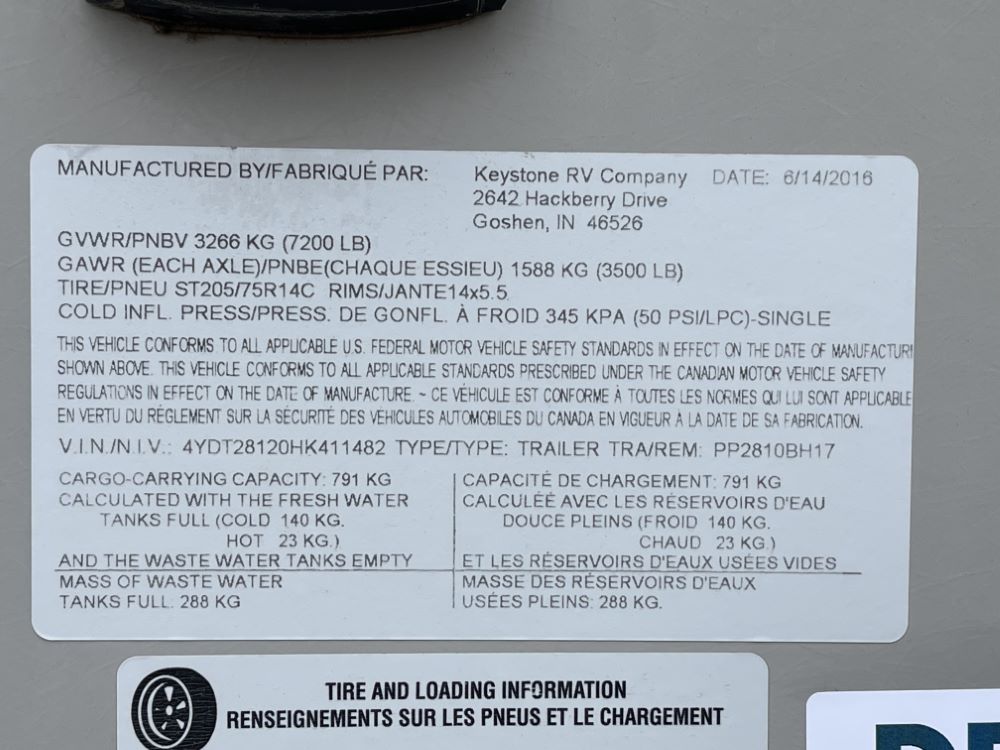 MANUFACTURED BY/FABRIQUÉ PAR: Keystone RV Company DATE: 6/14/2016
2642 Hackberry Drive
Goshen, IN 46526
GVWR/PNBV 3266 KG (7200 LB)
GAWR (EACH AXLE)/PNBE(CHAQUE ESSIEU) 1588 KG (3500 LB)
TIRE/PNEU ST205/75R14C RIMS/JANTE14x5.5
COLD INFL. PRESS/PRESS. DE GONFL. À FROID 345 KPA (50 PSI/LPC)-SINGLE
THIS VEHICLE CONFORMS TO ALL APPLICABLE U.S. FEDERAL MOTOR VEHICLE SAFETY STANDARDS IN EFFECT ON THE DATE OF MANUFACTUR
SHOWN ABOVE. THIS VEHICLE CONFORMS TO ALL APPLICABLE STANDARDS PRESCRIBED UNDER THE CANADIAN MOTOR VEHICLE SAFETY
REGULATIONS IN EFFECT ON THE DATE OF MANUFACTURE. ~ CE VÉHICULE EST CONFORME À TOUTES LES NORMES QUI LUI SONT APPLICABLE
EN VERTU DU RÉGLEMENT SUR LA SÉCURITÉ DES VÉHICULES AUTOMOBILES DU CANADA EN VIGUEUR À LA DATE DE SA FABRICATION.
V.I.N./N.I.V.: 4YDT28120HK411482 TYPE/TYPE: TRAILER TRA/REM: PP2810BH17
CARGO-CARRYING CAPACITY: 791 KG
CALCULATED WITH THE FRESH WATER
TANKS FULL (COLD 140 KG.
HOT 23 KG.)
AND THE WASTE WATER TANKS EMPTY
MASS OF WASTE WATER
TANKS FULL: 288 KG
CAPACITÉ DE CHARGEMENT: 791 KG
CALCULÉE AVEC LES RÉSERVOIRS D'EAU
DOUCE PLEINS (FROID 140 KG.
CHAUD 23 KG.)
ET LES RÉSERVOIRS D'EAUX USÉES VIDES
MASSE DES RÉSERVOIRS D'EAUX
USÉES PLEINS: 288 KG.
TIRE AND LOADING INFORMATION
RENSEIGNEMENTS SUR LES PNEUS ET LE CHARGEMENT